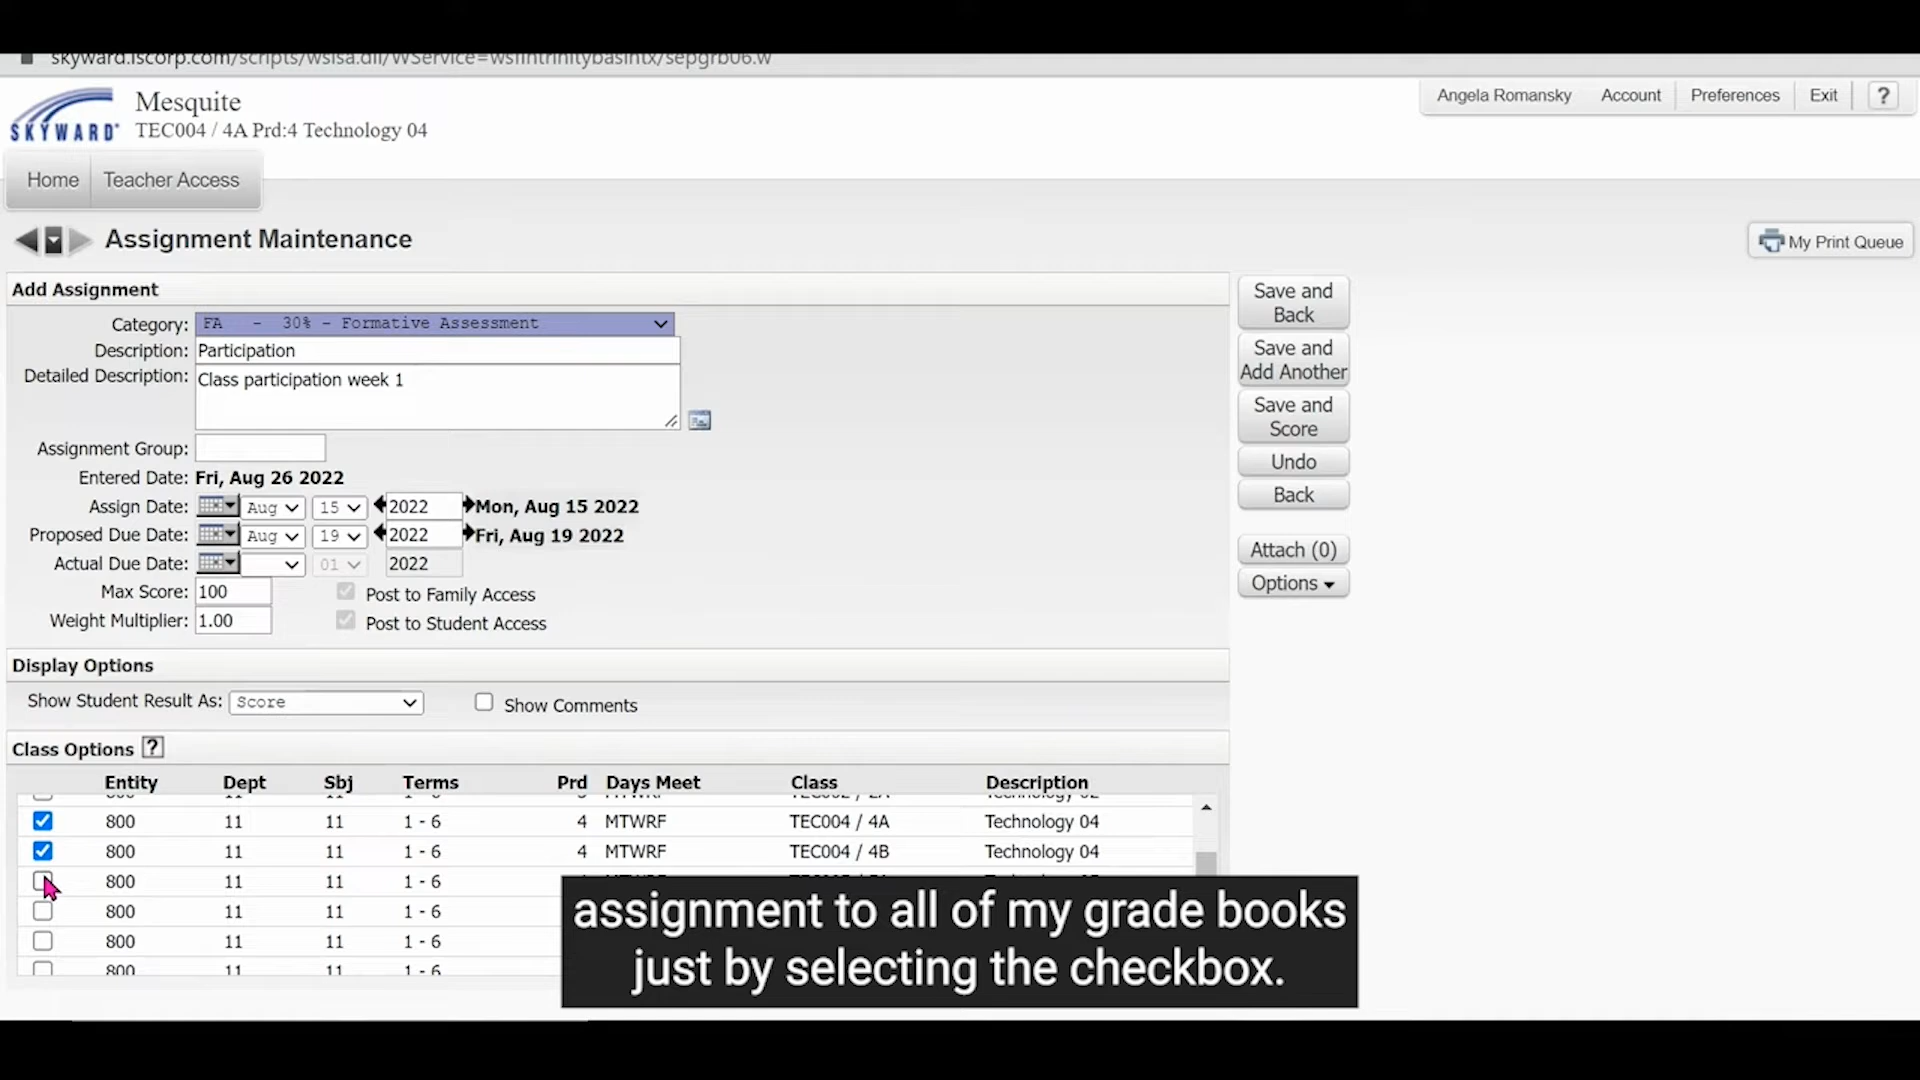 skyward.iscorp.com/scripts/wsisa.dll/WService=wsfintrinitybasintx/sepgrb06.w
Angela Romansky Account Preferences Exit ?
SKYWARD
Mesquite
TEC004 / 4A Prd:4 Technology 04
Home Teacher Access
Assignment Maintenance
My Print Queue
Add Assignment
Category: FA - 30% - Formative Assessment
Description: Participation
Detailed Description: Class participation week 1
Assignment Group:
Entered Date: Fri, Aug 26 2022
Assign Date: Aug 15 2022 Mon, Aug 15 2022
Proposed Due Date: Aug 19 2022 Fri, Aug 19 2022
Actual Due Date: 01 2022
Max Score: 100 Post to Family Access
Weight Multiplier: 1.00 Post to Student Access
Save and Back
Save and Add Another
Save and Score
Undo
Back
Attach (0)
Options
Display Options
Show Student Result As: Score Show Comments
Class Options ?
Entity Dept Sbj Terms Prd Days Meet Class Description
800 11 11 1 - 6 4 MTWRF TEC004 / 4A Technology 04
800 11 11 1 - 6 4 MTWRF TEC004 / 4B Technology 04
800 11 11 1 - 6
800 11 11 1 - 6
800 11 11 1 - 6
800 11 11 1 - 6
assignment to all of my grade books
just by selecting the checkbox.